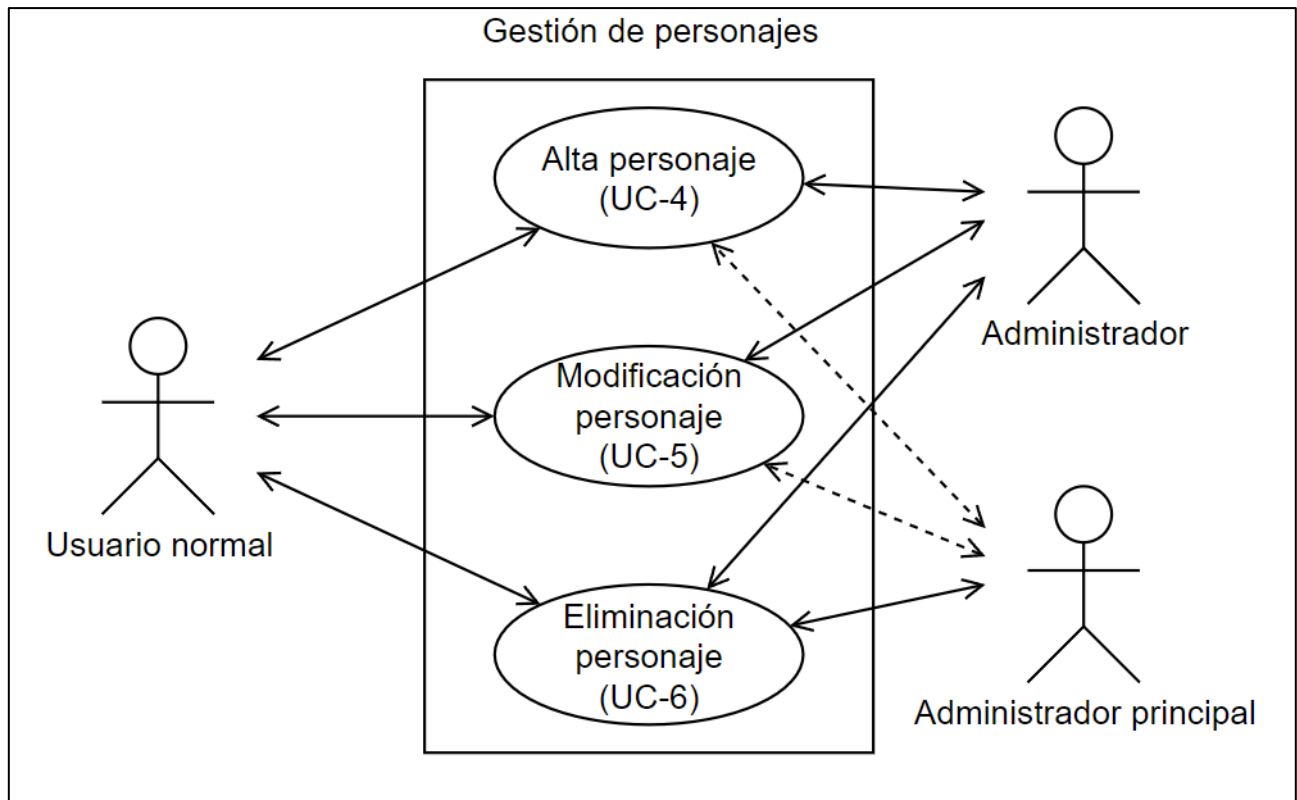 Gestión de personajes
Alta personaje
(UC-4)
Administrador
Modificación
personaje
(UC-5)
Usuario normal
Eliminación
personaje
(UC-6)
Administrador principal